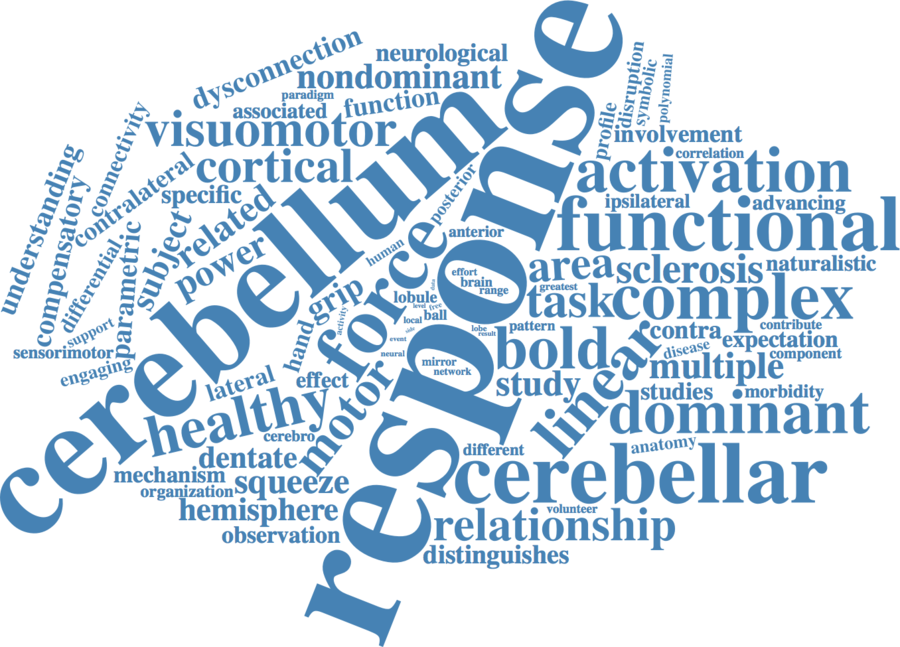 neurological
dysconnection
nondominant
disruption
symbolic
polynomial
paradigm
associated
function
profile
visuomotor
involvement
connectivity
cortical
correlation
understanding
contralateral
specific
activation
compensatory
related
posterior
ipsilateral
advancing
subject
cerebellum
response
functional
parametric
differential
power
human
anterior
force
area
sclerosis
naturalistic
effort
brain
range
greatest
grip
lobule
level
free
data
task
complex
support
activity
local
ball
side
lobe
result
pattern
contra
contribute
sensorimotor
hand
event
bold
linear
expectation
neural
disease
component
engaging
mirror
network
multiple
lateral
effect
motor
study
studies
morbidity
healthy
dominant
cerebro
different
anatomy
dentate
mechanism
squeeze
cerebellar
organization
hemisphere
volunteer
relationship
observation
distinguishes